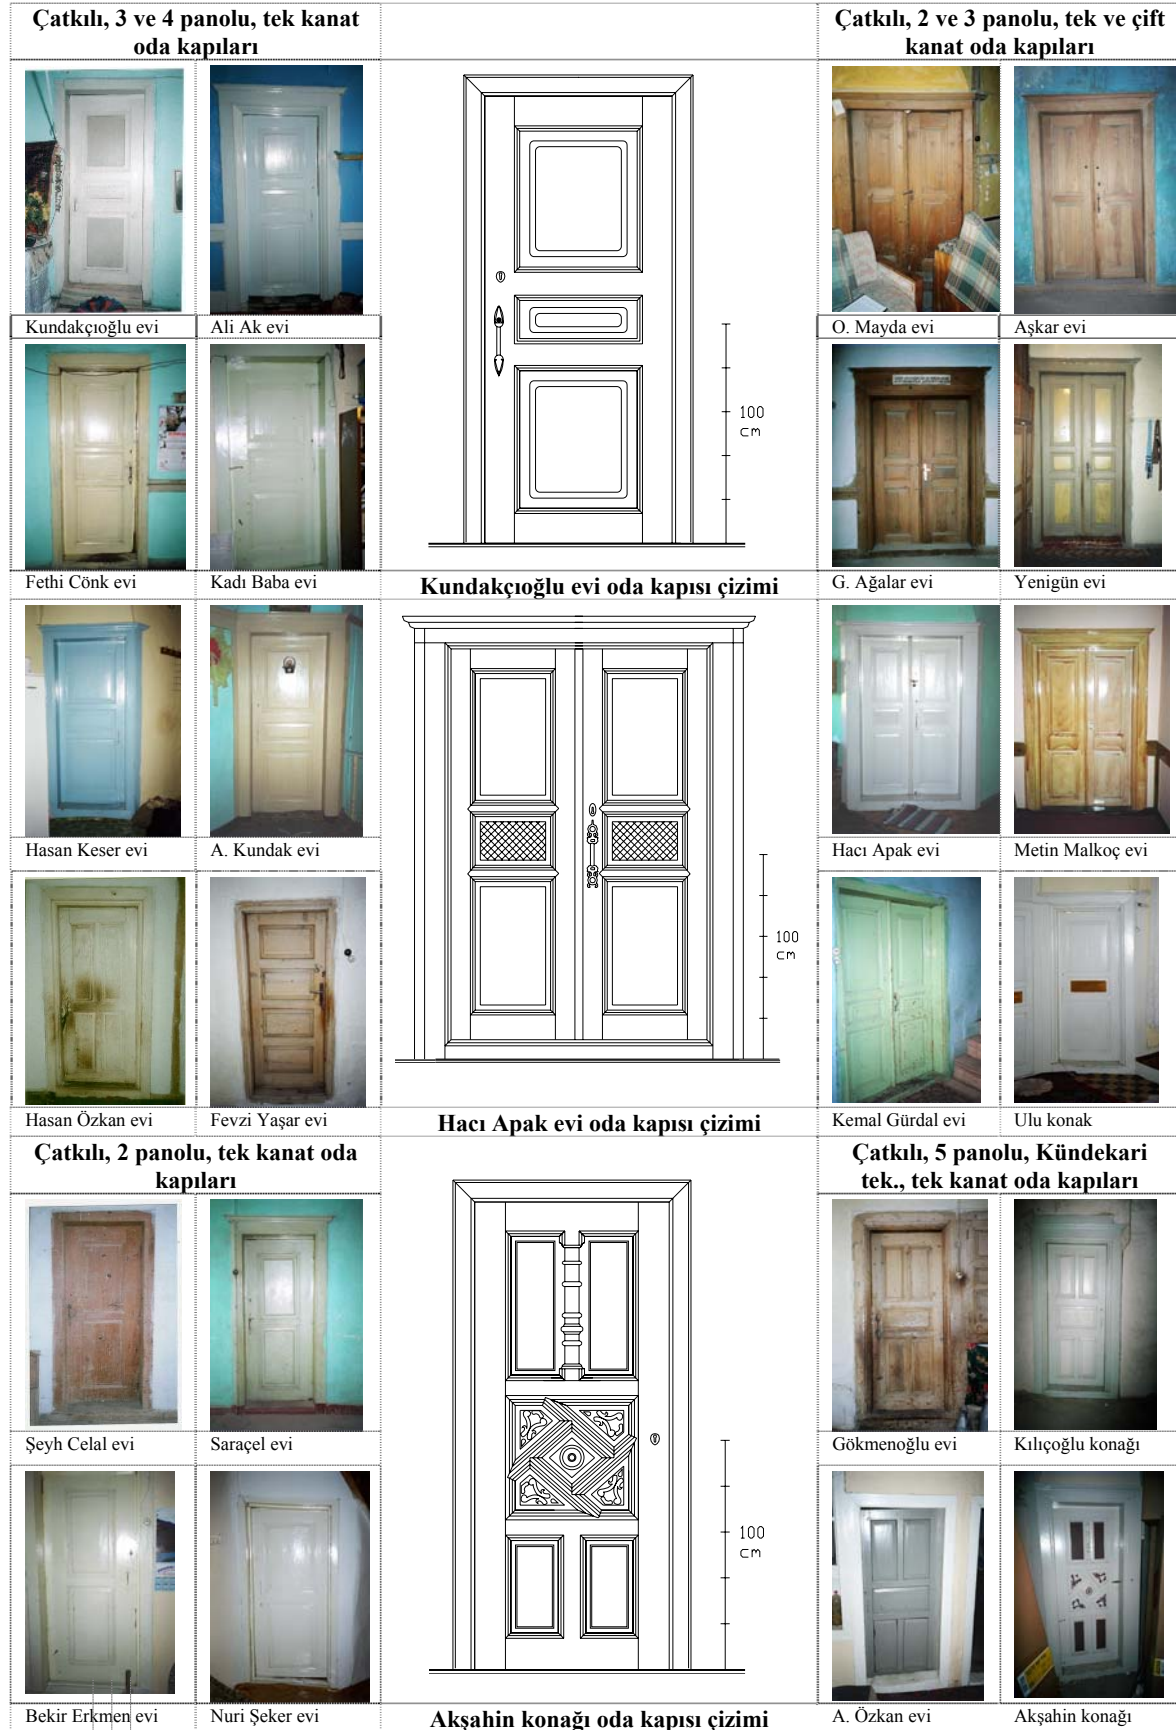 Çatkılı, 3 ve 4 panolu, tek kanat
oda kapıları
Çatkılı, 2 ve 3 panolu, tek ve çift
kanat oda kapıları
Kundakçıoğlu evi
Ali Ak evi
100
cm
O. Mayda evi
Aşkar evi
Fethi Cönk evi
Kadı Baba evi
Kundakçıoğlu evi oda kapısı çizimi
G. Ağalar evi
Yenigün evi
Hasan Keser evi
A. Kundak evi
100
cm
Hacı Apak evi
Metin Malkoç evi
Hasan Özkan evi
Fevzi Yaşar evi
Hacı Apak evi oda kapısı çizimi
Kemal Gürdal evi
Ulu konak
Çatkılı, 2 panolu, tek kanat oda
kapıları
Çatkılı, 5 panolu, Kündekari
tek., tek kanat oda kapıları
Şeyh Celal evi
Saraçel evi
100
cm
Gökmenoğlu evi
Kılıçoğlu konağı
Bekir Erkmen evi
Nuri Şeker evi
Akşahin konağı oda kapısı çizimi
A. Özkan evi
Akşahin konağı